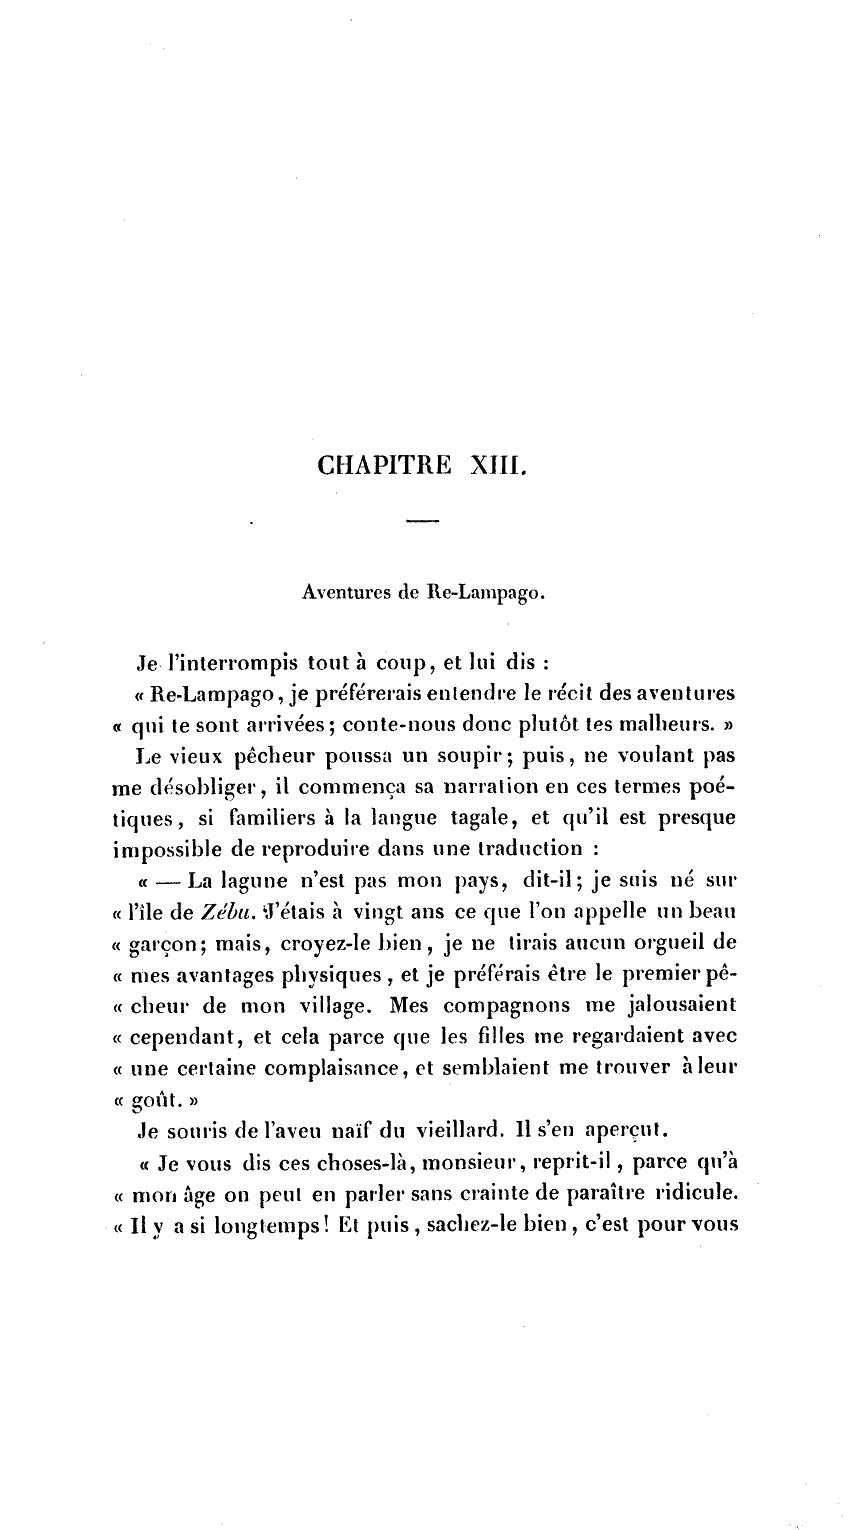 CHAPITRE XIII.
Aventures de Re-Lampago.
Je l'interrompis tout à coup, et lui dis :
« Re-Lampago, je préférerais entendre le récit des aventures
« qui te sont arrivées ; conte-nous donc plutôt tes malheurs. »
Le vieux pêcheur poussa un soupir ; puis, ne voulant pas
me désobliger, il commença sa narration en ces termes poé-
tiques, si familiers à la langue tagale, et qu'il est presque
impossible de reproduire dans une traduction :
« — La lagune n'est pas mon pays, dit-il ; je suis né sur
« l'île de Zébu. J'étais à vingt ans ce que l'on appelle un beau
« garçon ; mais, croyez-le bien, je ne tirais aucun orgueil de
« mes avantages physiques, et je préférais être le premier pê-
« cheur de mon village. Mes compagnons me jalousaient
« cependant, et cela parce que les filles me regardaient avec
« une certaine complaisance, et semblaient me trouver à leur
« goût. »
Je souris de l'aveu naïf du vieillard. Il s'en aperçut.
« Je vous dis ces choses-là, monsieur, reprit-il, parce qu'à
« mon âge on peut en parler sans crainte de paraître ridicule.
« Il y a si longtemps ! Et puis, sachez-le bien, c'est pour vous